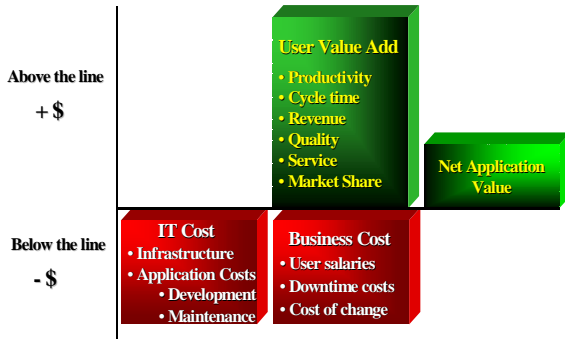 Above the line
+ $
User Value Add
• Productivity
• Cycle time
• Revenue
• Quality
• Service
• Market Share
Net Application
Value
Below the line
- $
IT Cost
• Infrastructure
• Application Costs
• Development
• Maintenance
Business Cost
• User salaries
• Downtime costs
• Cost of change